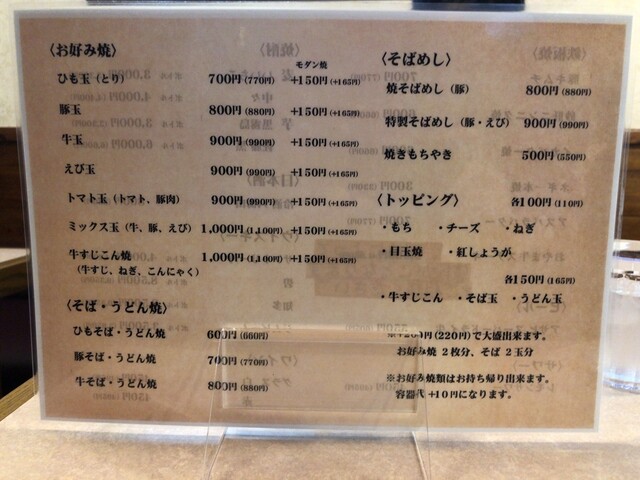 〈お好み焼〉
モダン焼
ひも玉（とり） 700円(770円) +150円(+165円)
豚玉 800円(880円) +150円(+165円)
牛玉 900円(990円) +150円(+165円)
えび玉 900円(990円) +150円(+165円)
トマト玉（トマト、豚肉） 900円(990円) +150円(+165円)
ミックス玉（牛、豚、えび） 1,000円(1,100円) +150円(+165円)
牛すじこん焼 1,000円(1,100円) +150円(+165円)
（牛すじ、ねぎ、こんにゃく）
〈そば・うどん焼〉
ひもそば・うどん焼 600円(660円)
豚そば・うどん焼 700円(770円)
牛そば・うどん焼 800円(880円)
〈そばめし〉
焼そばめし（豚） 800円(880円)
特製そばめし（豚・えび） 900円(990円)
焼きもちやき 500円(550円)
〈トッピング〉 各100円(110円)
・もち ・チーズ ・ねぎ
・目玉焼 ・紅しょうが
各150円(165円)
・牛すじこん ・そば玉 ・うどん玉
※+200円(220円)で大盛出来ます。
お好み焼 2枚分、そば 2玉分
※お好み焼類はお持ち帰り出来ます。
容器代 +10円になります。